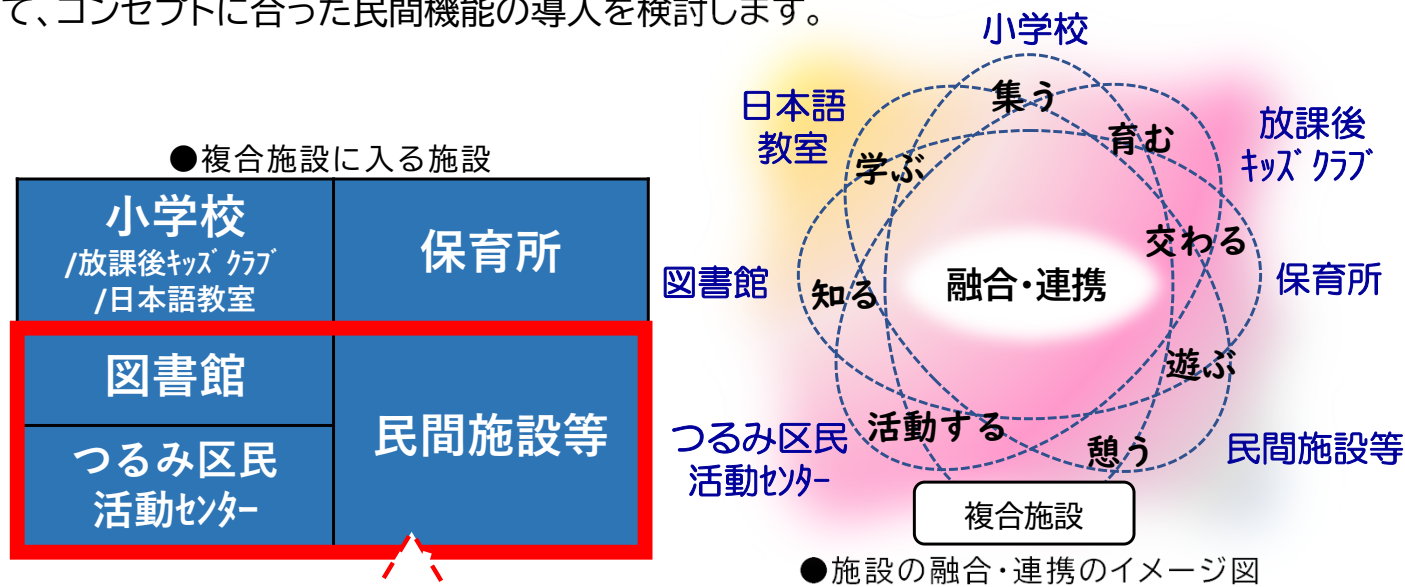 て、コンセプトに合った民間機能の導入を検討します。
●複合施設に入る施設
小学校
/放課後ｷｯｽﾞｸﾗﾌﾞ
/日本語教室
保育所
図書館
つるみ区民
活動ｾﾝﾀｰ
民間施設等
小学校
集う
日本語
教室
学ぶ
育む
放課後
ｷｯｽﾞｸﾗﾌﾞ
交わる
図書館
知る
融合・連携
保育所
遊ぶ
つるみ区民
活動ｾﾝﾀｰ
活動する
憩う
民間施設等
複合施設
●施設の融合・連携のイメージ図